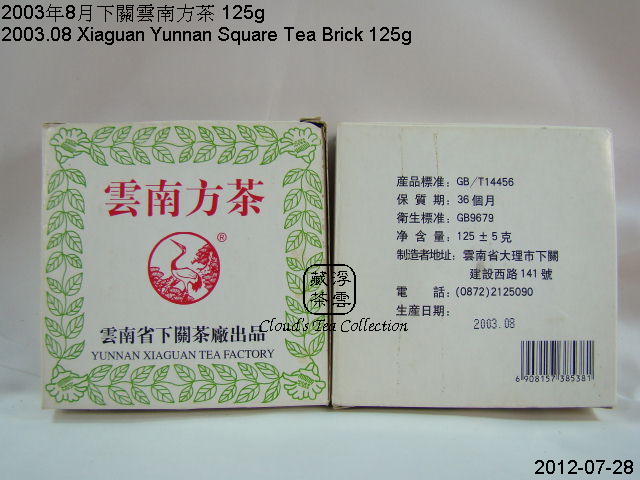 2003年8月下關雲南方茶 125g
2003.08 Xiaguan Yunnan Square Tea Brick 125g
雲南方茶
®
雲南省下關茶廠出品
YUNNAN XIAGUAN TEA FACTORY
產品標准: GB/T14456
保質期: 36個月
衛生標准: GB9679
净含量: 125±5克
制造者地址: 雲南省大理市下關
建設西路141號
電話: (0872)2125090
生產日期:
2003.08
6 908157 385381
浮雲藏茶
Cloud's Tea Collection
2012-07-28